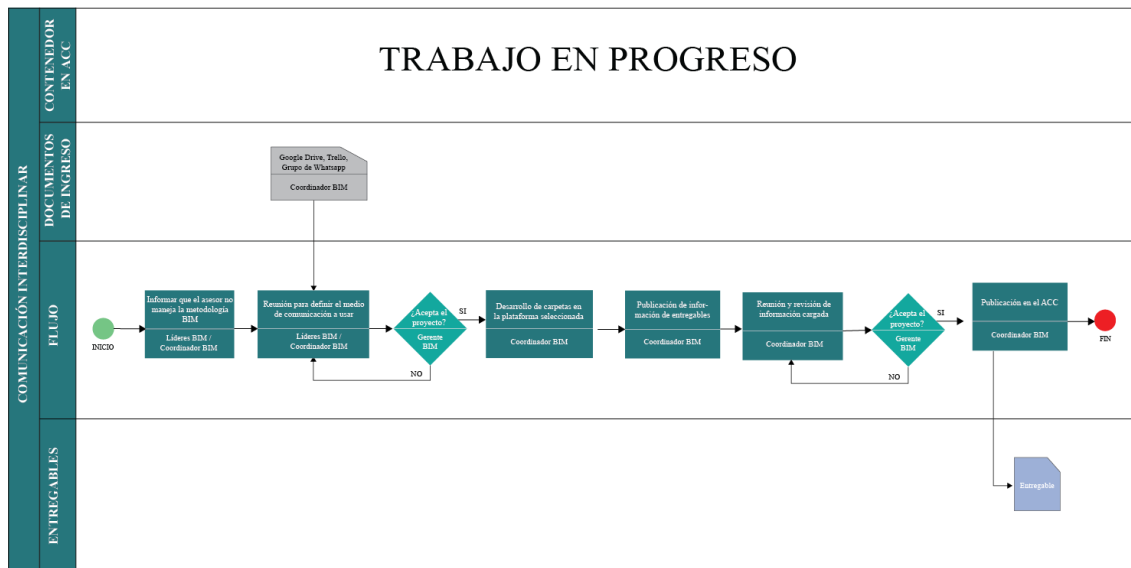 COMUNICACIÓN INTERDISCIPLINAR
CONTENEDOR
EN ACC
TRABAJO EN PROGRESO
DOCUMENTOS
DE INGRESO
Google Drive, Trello,
Grupo de Whatsapp
Coordinador BIM
FLUJO
INICIO
Informar que el asesor no
maneja la metodología
BIM
Líderes BIM /
Coordinador BIM
Reunión para definir el medio
de comunicación a usar
Líderes BIM /
Coordinador BIM
¿Acepta el
proyecto?
Gerente
BIM
SI
NO
Desarrollo de carpetas en
la plataforma seleccionada
Coordinador BIM
Publicación de infor-
mación de entregables
Coordinador BIM
Reunión y revisión de
información cargada
Coordinador BIM
¿Acepta el
proyecto?
Gerente
BIM
SI
NO
Publicación en el ACC
Coordinador BIM
FIN
ENTREGABLES
Entregable